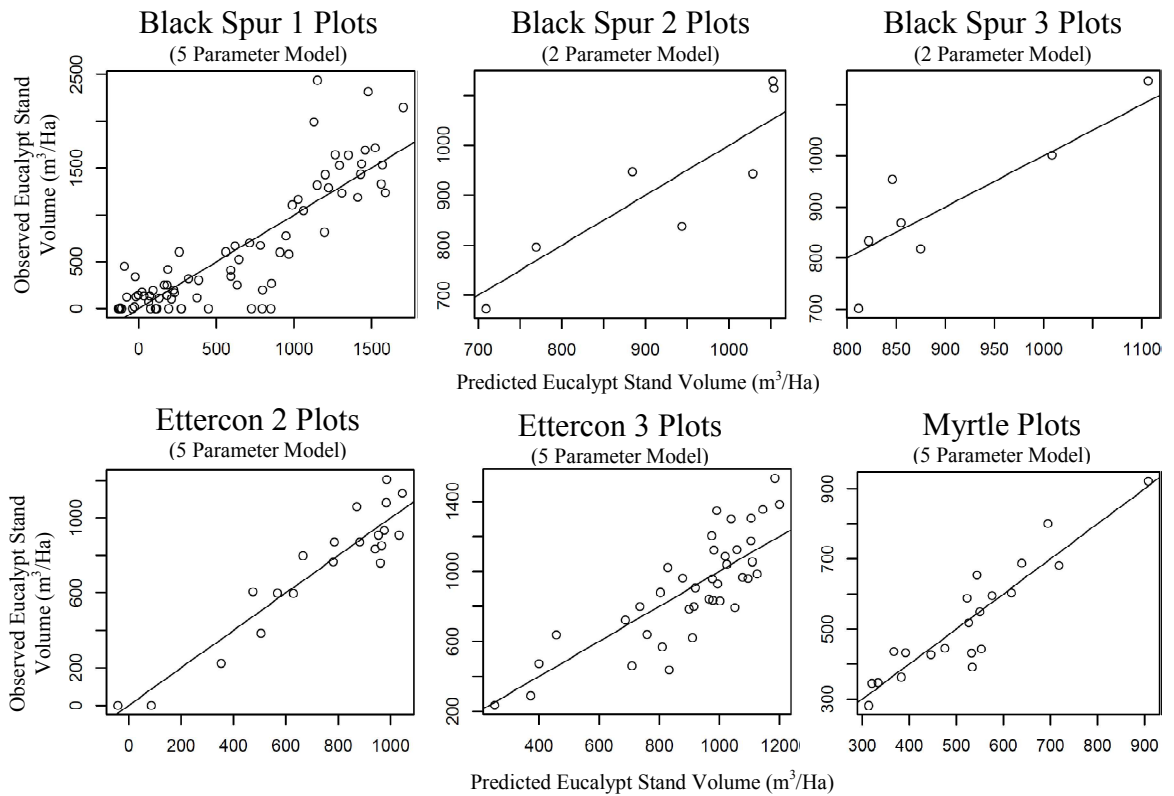 Black Spur 1 Plots
(5 Parameter Model)
Black Spur 2 Plots
(2 Parameter Model)
Black Spur 3 Plots
(2 Parameter Model)
Observed Eucalypt Stand
Volume (m³/Ha)
0 500 1500 2500
0 500 1000 1500
700 800 900 1000 1100
700 800 900 1000
700 800 900 1000
800 850 900 950 1000 1100
Predicted Eucalypt Stand Volume (m³/Ha)
Ettercon 2 Plots
(5 Parameter Model)
Ettercon 3 Plots
(5 Parameter Model)
Myrtle Plots
(5 Parameter Model)
Observed Eucalypt Stand
Volume (m³/Ha)
0 200 400 600 1000
0 200 400 600 800 1000
200 600 1000 1400
400 600 800 1000 1200
300 500 700 900
300 400 500 600 700 800 900
Predicted Eucalypt Stand Volume (m³/Ha)